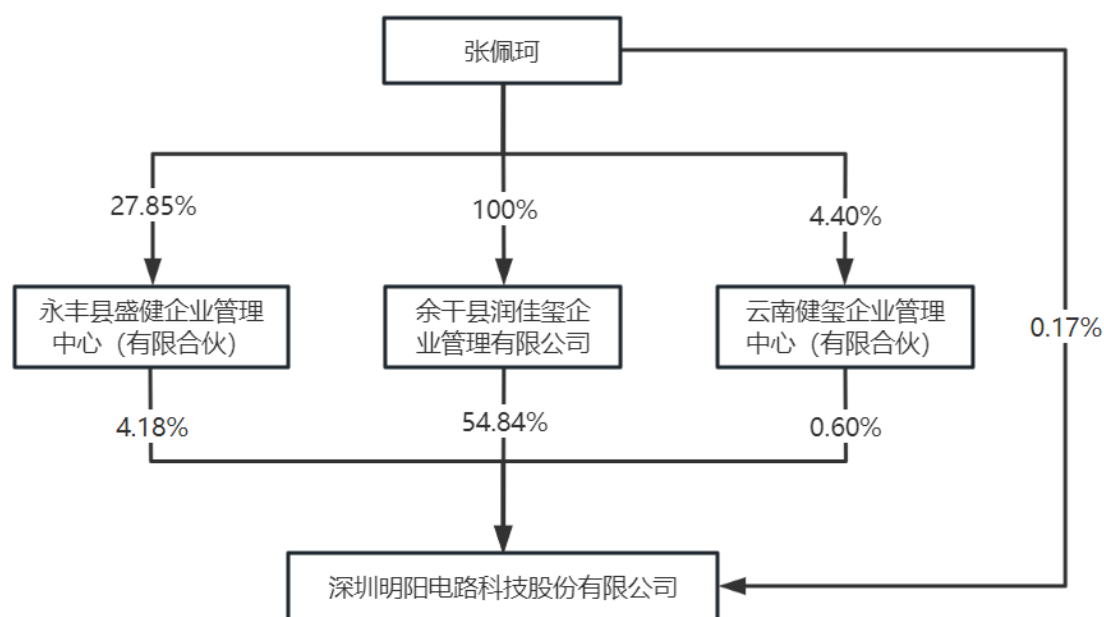 张佩珂
27.85%
100%
4.40%
永丰县盛健企业管理
中心（有限合伙）
余干县润佳玺企
业管理有限公司
云南健玺企业管理
中心（有限合伙）
0.17%
4.18%
54.84%
0.60%
深圳明阳电路科技股份有限公司